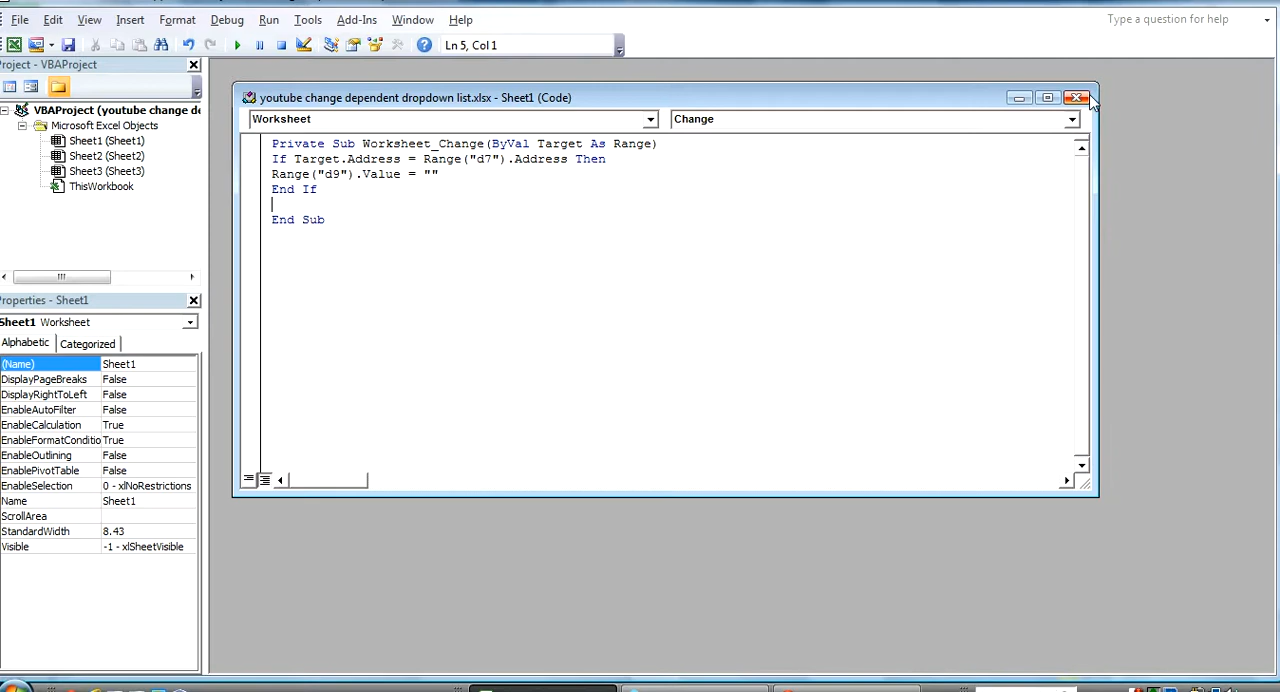 File Edit View Insert Format Debug Run Tools Add-Ins Window Help
Type a question for help
Ln 5, Col 1
Project - VBAProject
VBAProject (youtube change de
Microsoft Excel Objects
Sheet1 (Sheet1)
Sheet2 (Sheet2)
Sheet3 (Sheet3)
ThisWorkbook
Properties - Sheet1
Sheet1 Worksheet
Alphabetic Categorized
(Name) Sheet1
DisplayPageBreaks False
DisplayRightToLeft False
EnableAutoFilter False
EnableCalculation True
EnableFormatConditio True
EnableOutlining False
EnablePivotTable False
EnableSelection 0 - xlNoRestrictions
Name Sheet1
ScrollArea
StandardWidth 8.43
Visible -1 - xlSheetVisible
youtube change dependent dropdown list.xlsx - Sheet1 (Code)
Worksheet Change
Private Sub Worksheet_Change(ByVal Target As Range)
If Target.Address = Range("d7").Address Then
Range("d9").Value = ""
End If
End Sub